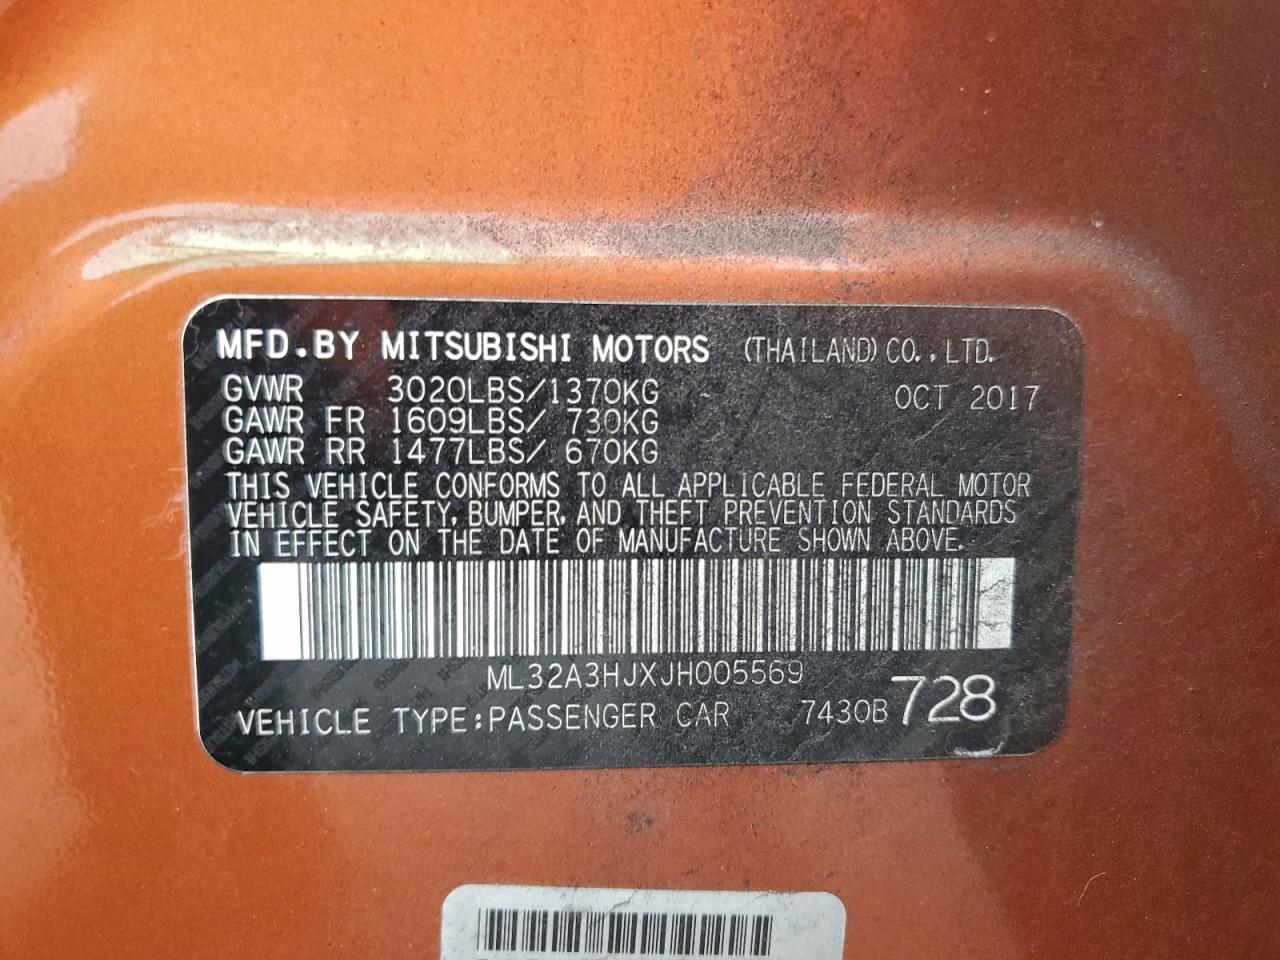 MFD.BY MITSUBISHI MOTORS (THAILAND) CO., LTD.
GVWR 3020LBS/1370KG OCT 2017
GAWR FR 1609LBS/ 730KG
GAWR RR 1477LBS/ 670KG
THIS VEHICLE CONFORMS TO ALL APPLICABLE FEDERAL MOTOR
VEHICLE SAFETY, BUMPER, AND THEFT PREVENTION STANDARDS
IN EFFECT ON THE DATE OF MANUFACTURE SHOWN ABOVE.
ML32A3HJXJH005569
VEHICLE TYPE:PASSENGER CAR 7430B 728